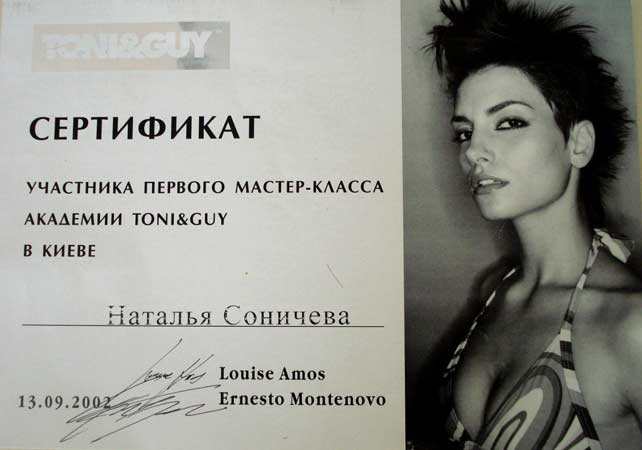 TONI&GUY
СЕРТИФИКАТ
УЧАСТНИКА ПЕРВОГО МАСТЕР-КЛАССА
АКАДЕМИИ TONI&GUY
В КИЕВЕ
Наталья Соничева
Louise Amos
13.09.2002 Ernesto Montenovo